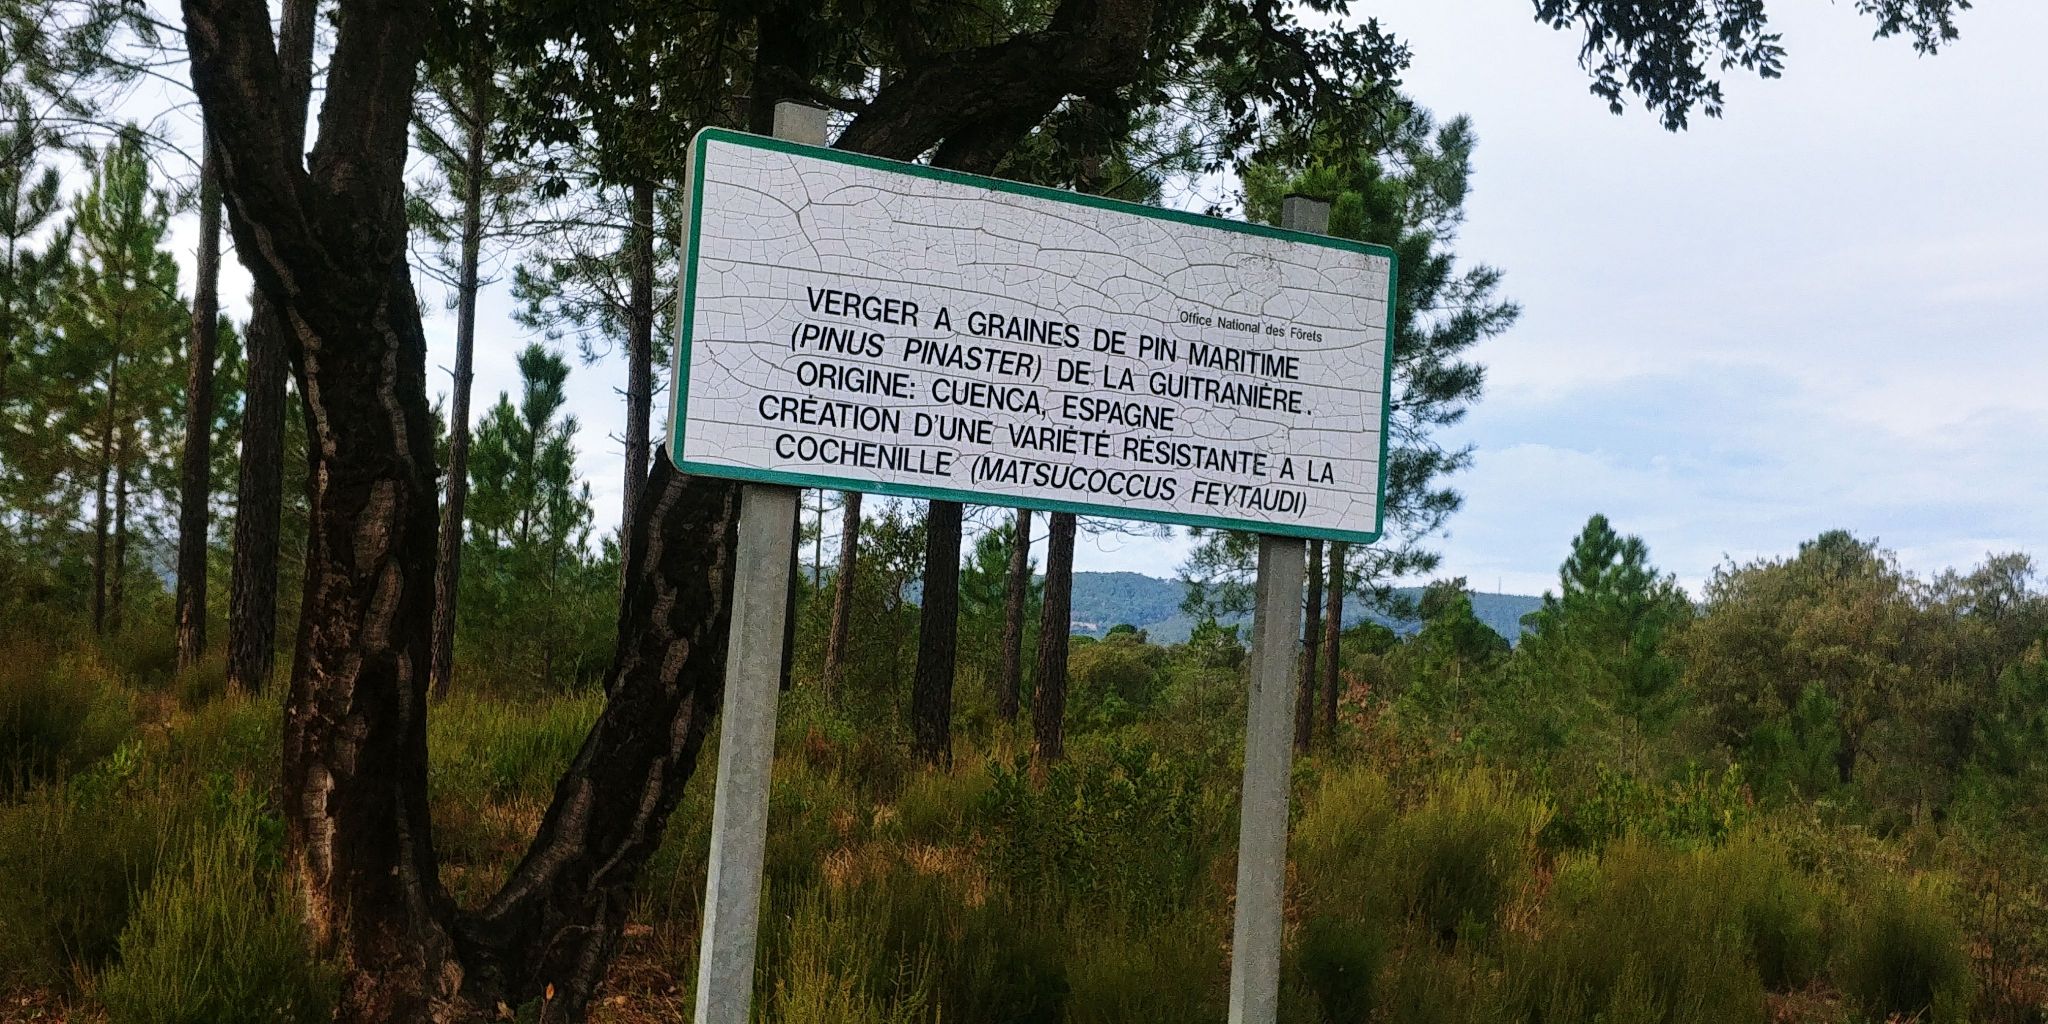 Office National des Fôrets
VERGER A GRAINES DE PIN MARITIME
(PINUS PINASTER) DE LA GUITRANIÈRE.
ORIGINE: CUENCA, ESPAGNE
CRÉATION D'UNE VARIÉTÉ RÉSISTANTE A LA
COCHENILLE (MATSUCOCCUS FEYTAUDI)